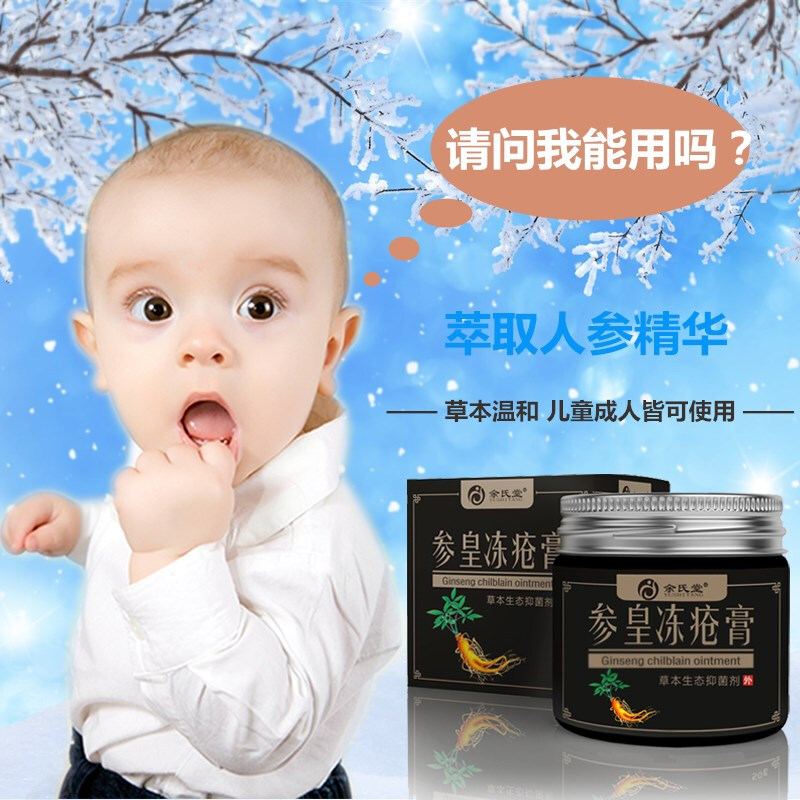 请问我能用吗？
萃取人参精华
草本温和 儿童成人皆可使用
余氏堂®
参皇冻疮膏
Ginseng chilblain ointment
草本生态抑菌剂
余氏堂®
YUSHITANG
参皇冻疮膏
Ginseng chilblain ointment
草本生态抑菌剂 外